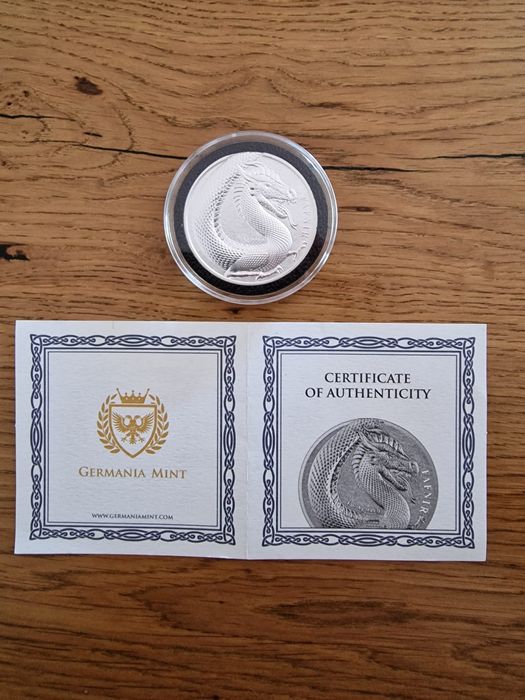 GERMANIA MINT
WWW.GERMANIAMINT.COM
CERTIFICATE
OF AUTHENTICITY
FAFNIR